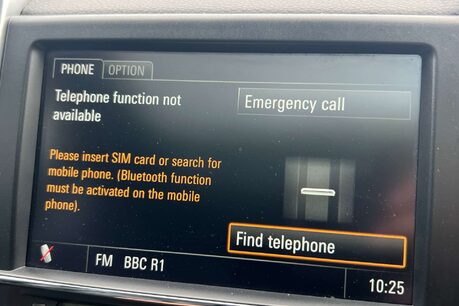 PHONE OPTION
Telephone function not
available
Emergency call
Please insert SIM card or search for
mobile phone. (Bluetooth function
must be activated on the mobile
phone).
Find telephone
FM BBC R1
10:25